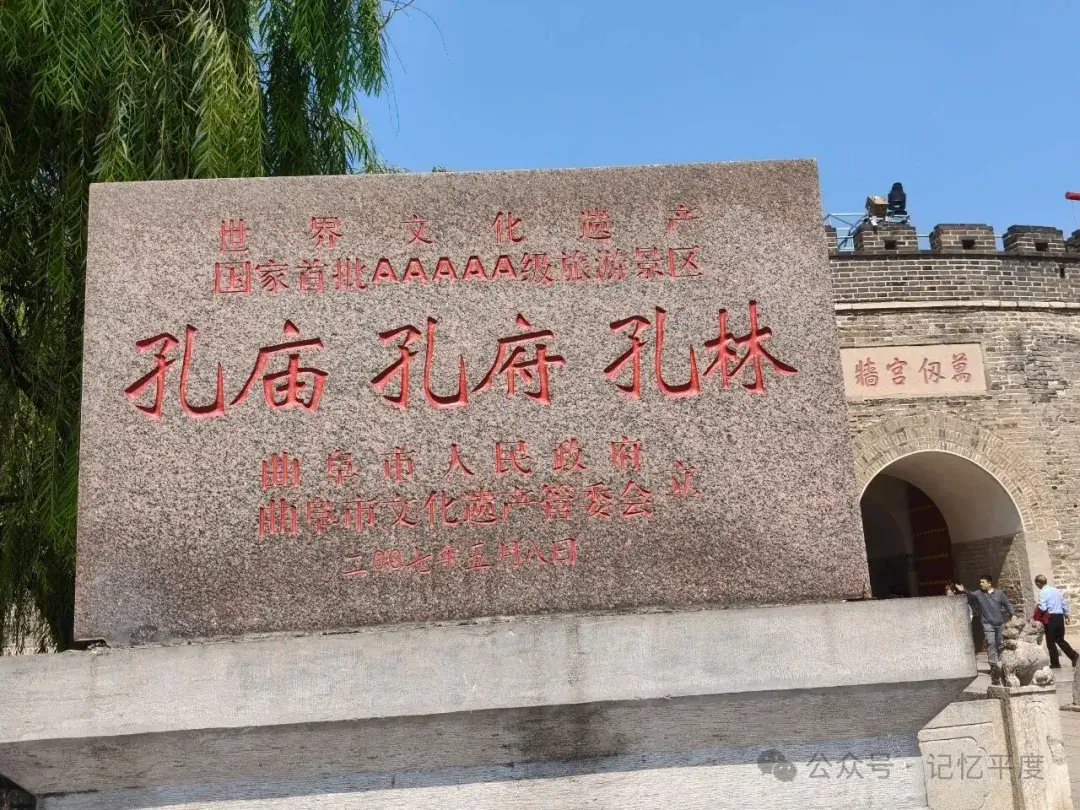 世界文化遗产
国家首批AAAAA级旅游景区
孔庙 孔府 孔林
曲阜市人民政府
曲阜市文化遗产管委会 立
二００七年五月八日
牆宫仭萬
公众号·记忆平度